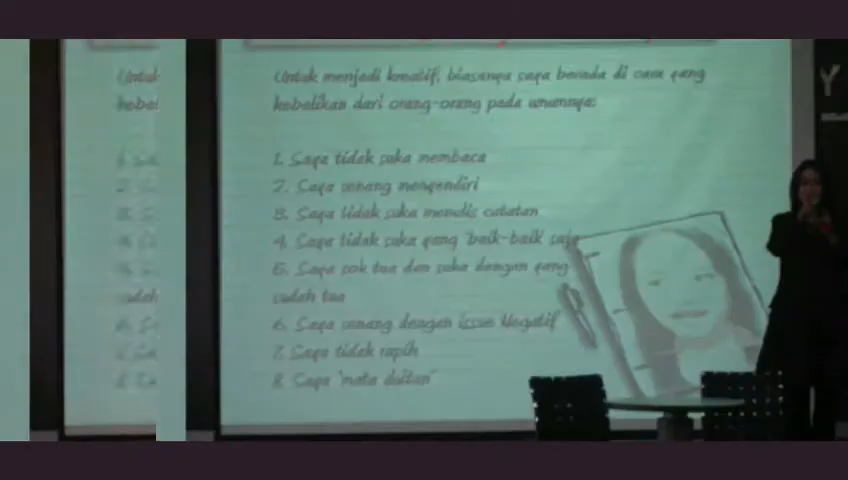 Untuk menjadi kreatif, biasanya saya berada di cara yang
kebalikan dari orang-orang pada umumnya:
1. Saya tidak suka membaca
2. Saya senang menyendiri
3. Saya tidak suka menulis catatan
4. Saya tidak suka yang 'baik-baik' saja
5. Saya sok tua dan suka dengan yang
sudah tua
6. Saya senang dengan issue Negatif
7. Saya tidak rapih
8. Saya 'mata duitan'
Y